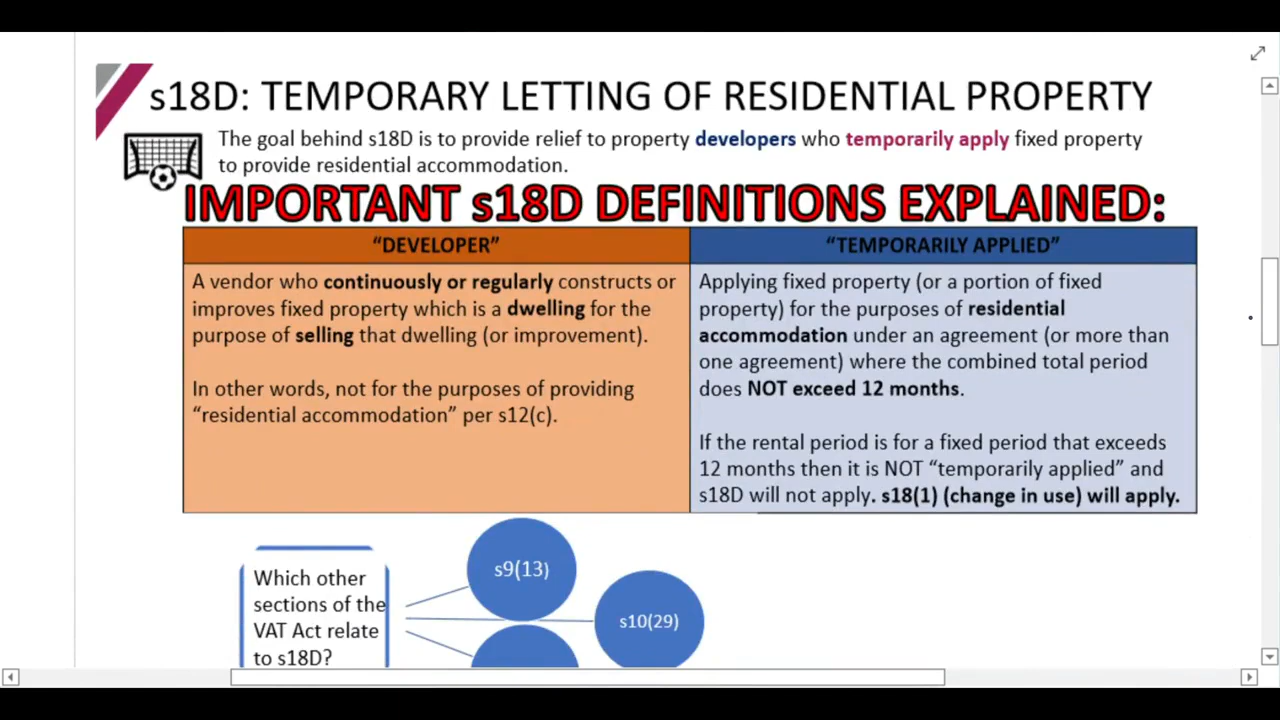 s18D: TEMPORARY LETTING OF RESIDENTIAL PROPERTY
The goal behind s18D is to provide relief to property developers who temporarily apply fixed property
to provide residential accommodation.
IMPORTANT s18D DEFINITIONS EXPLAINED:
“DEVELOPER”
A vendor who continuously or regularly constructs or
improves fixed property which is a dwelling for the
purpose of selling that dwelling (or improvement).
In other words, not for the purposes of providing
“residential accommodation” per s12(c).
“TEMPORARILY APPLIED”
Applying fixed property (or a portion of fixed
property) for the purposes of residential
accommodation under an agreement (or more than
one agreement) where the combined total period
does NOT exceed 12 months.
If the rental period is for a fixed period that exceeds
12 months then it is NOT “temporarily applied” and
s18D will not apply. s18(1) (change in use) will apply.
Which other
sections of the
VAT Act relate
to s18D?
s9(13)
s10(29)